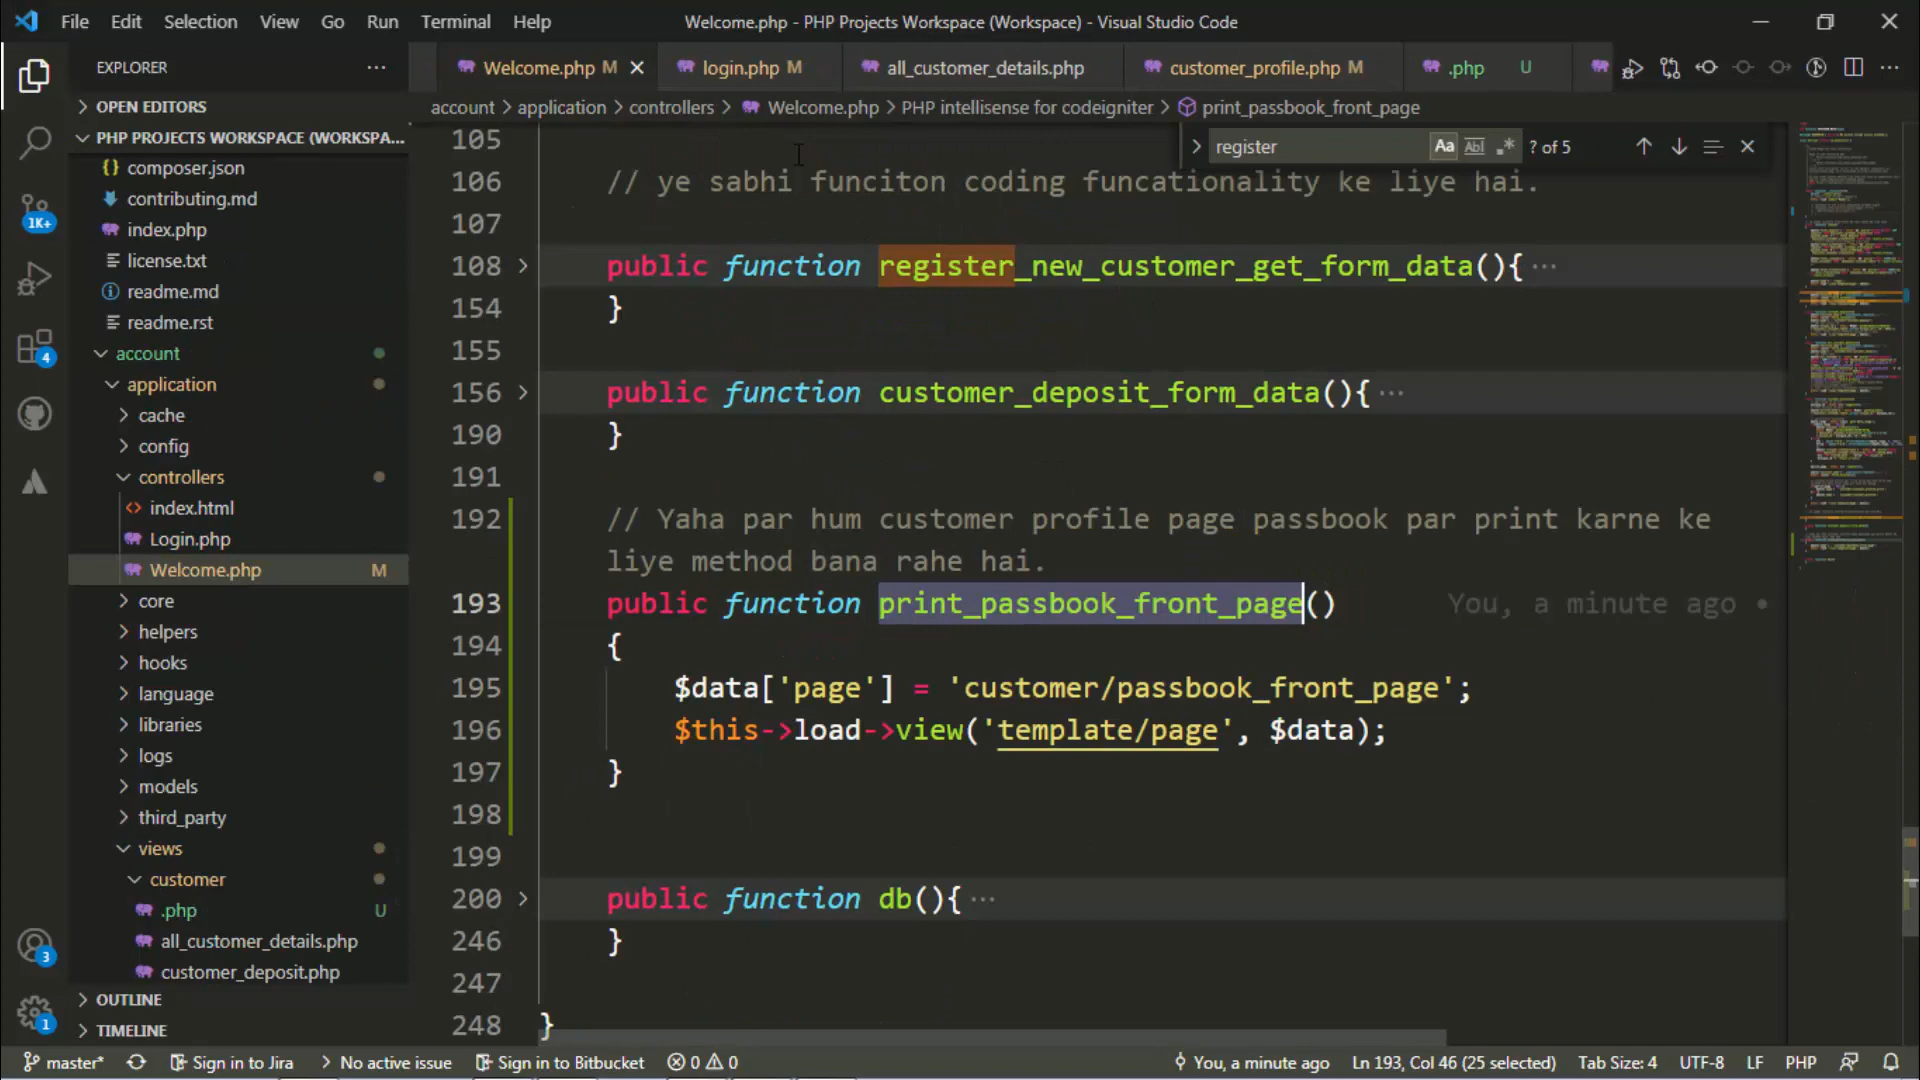 File Edit Selection View Go Run Terminal Help Welcome.php - PHP Projects Workspace (Workspace) - Visual Studio Code
EXPLORER
Welcome.php M login.php M all_customer_details.php customer_profile.php M .php U
OPEN EDITORS
account > application > controllers > Welcome.php > PHP intellisense for codeigniter > print_passbook_front_page
PHP PROJECTS WORKSPACE (WORKSPA...
register Aa Abl .* ? of 5
composer.json
contributing.md
index.php
license.txt
readme.md
readme.rst
account
application
cache
config
controllers
index.html
Login.php
Welcome.php M
core
helpers
hooks
language
libraries
logs
models
third_party
views
customer
.php U
all_customer_details.php
customer_deposit.php
OUTLINE
TIMELINE
1K+
4
3
1
105
106 // ye sabhi funciton coding funcationality ke liye hai.
107
108 public function register_new_customer_get_form_data(){ ...
154 }
155
156 public function customer_deposit_form_data(){ ...
190 }
191
192 // Yaha par hum customer profile page passbook par print karne ke
liye method bana rahe hai.
193 public function print_passbook_front_page() You, a minute ago •
194 {
195 $data['page'] = 'customer/passbook_front_page';
196 $this->load->view('template/page', $data);
197 }
198
199
200 public function db(){ ...
246 }
247
248 }
master* Sign in to Jira No active issue Sign in to Bitbucket 0 0 You, a minute ago Ln 193, Col 46 (25 selected) Tab Size: 4 UTF-8 LF PHP